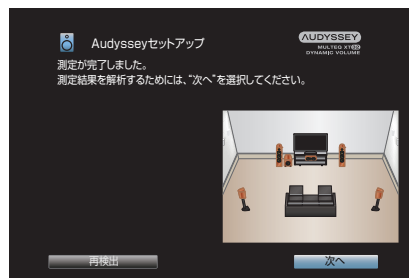 Audysseyセットアップ
AUDYSSEY
MULTEQ XT32
DYNAMIC VOLUME
測定が完了しました。
測定結果を解析するためには、“次へ”を選択してください。
再検出
次へ